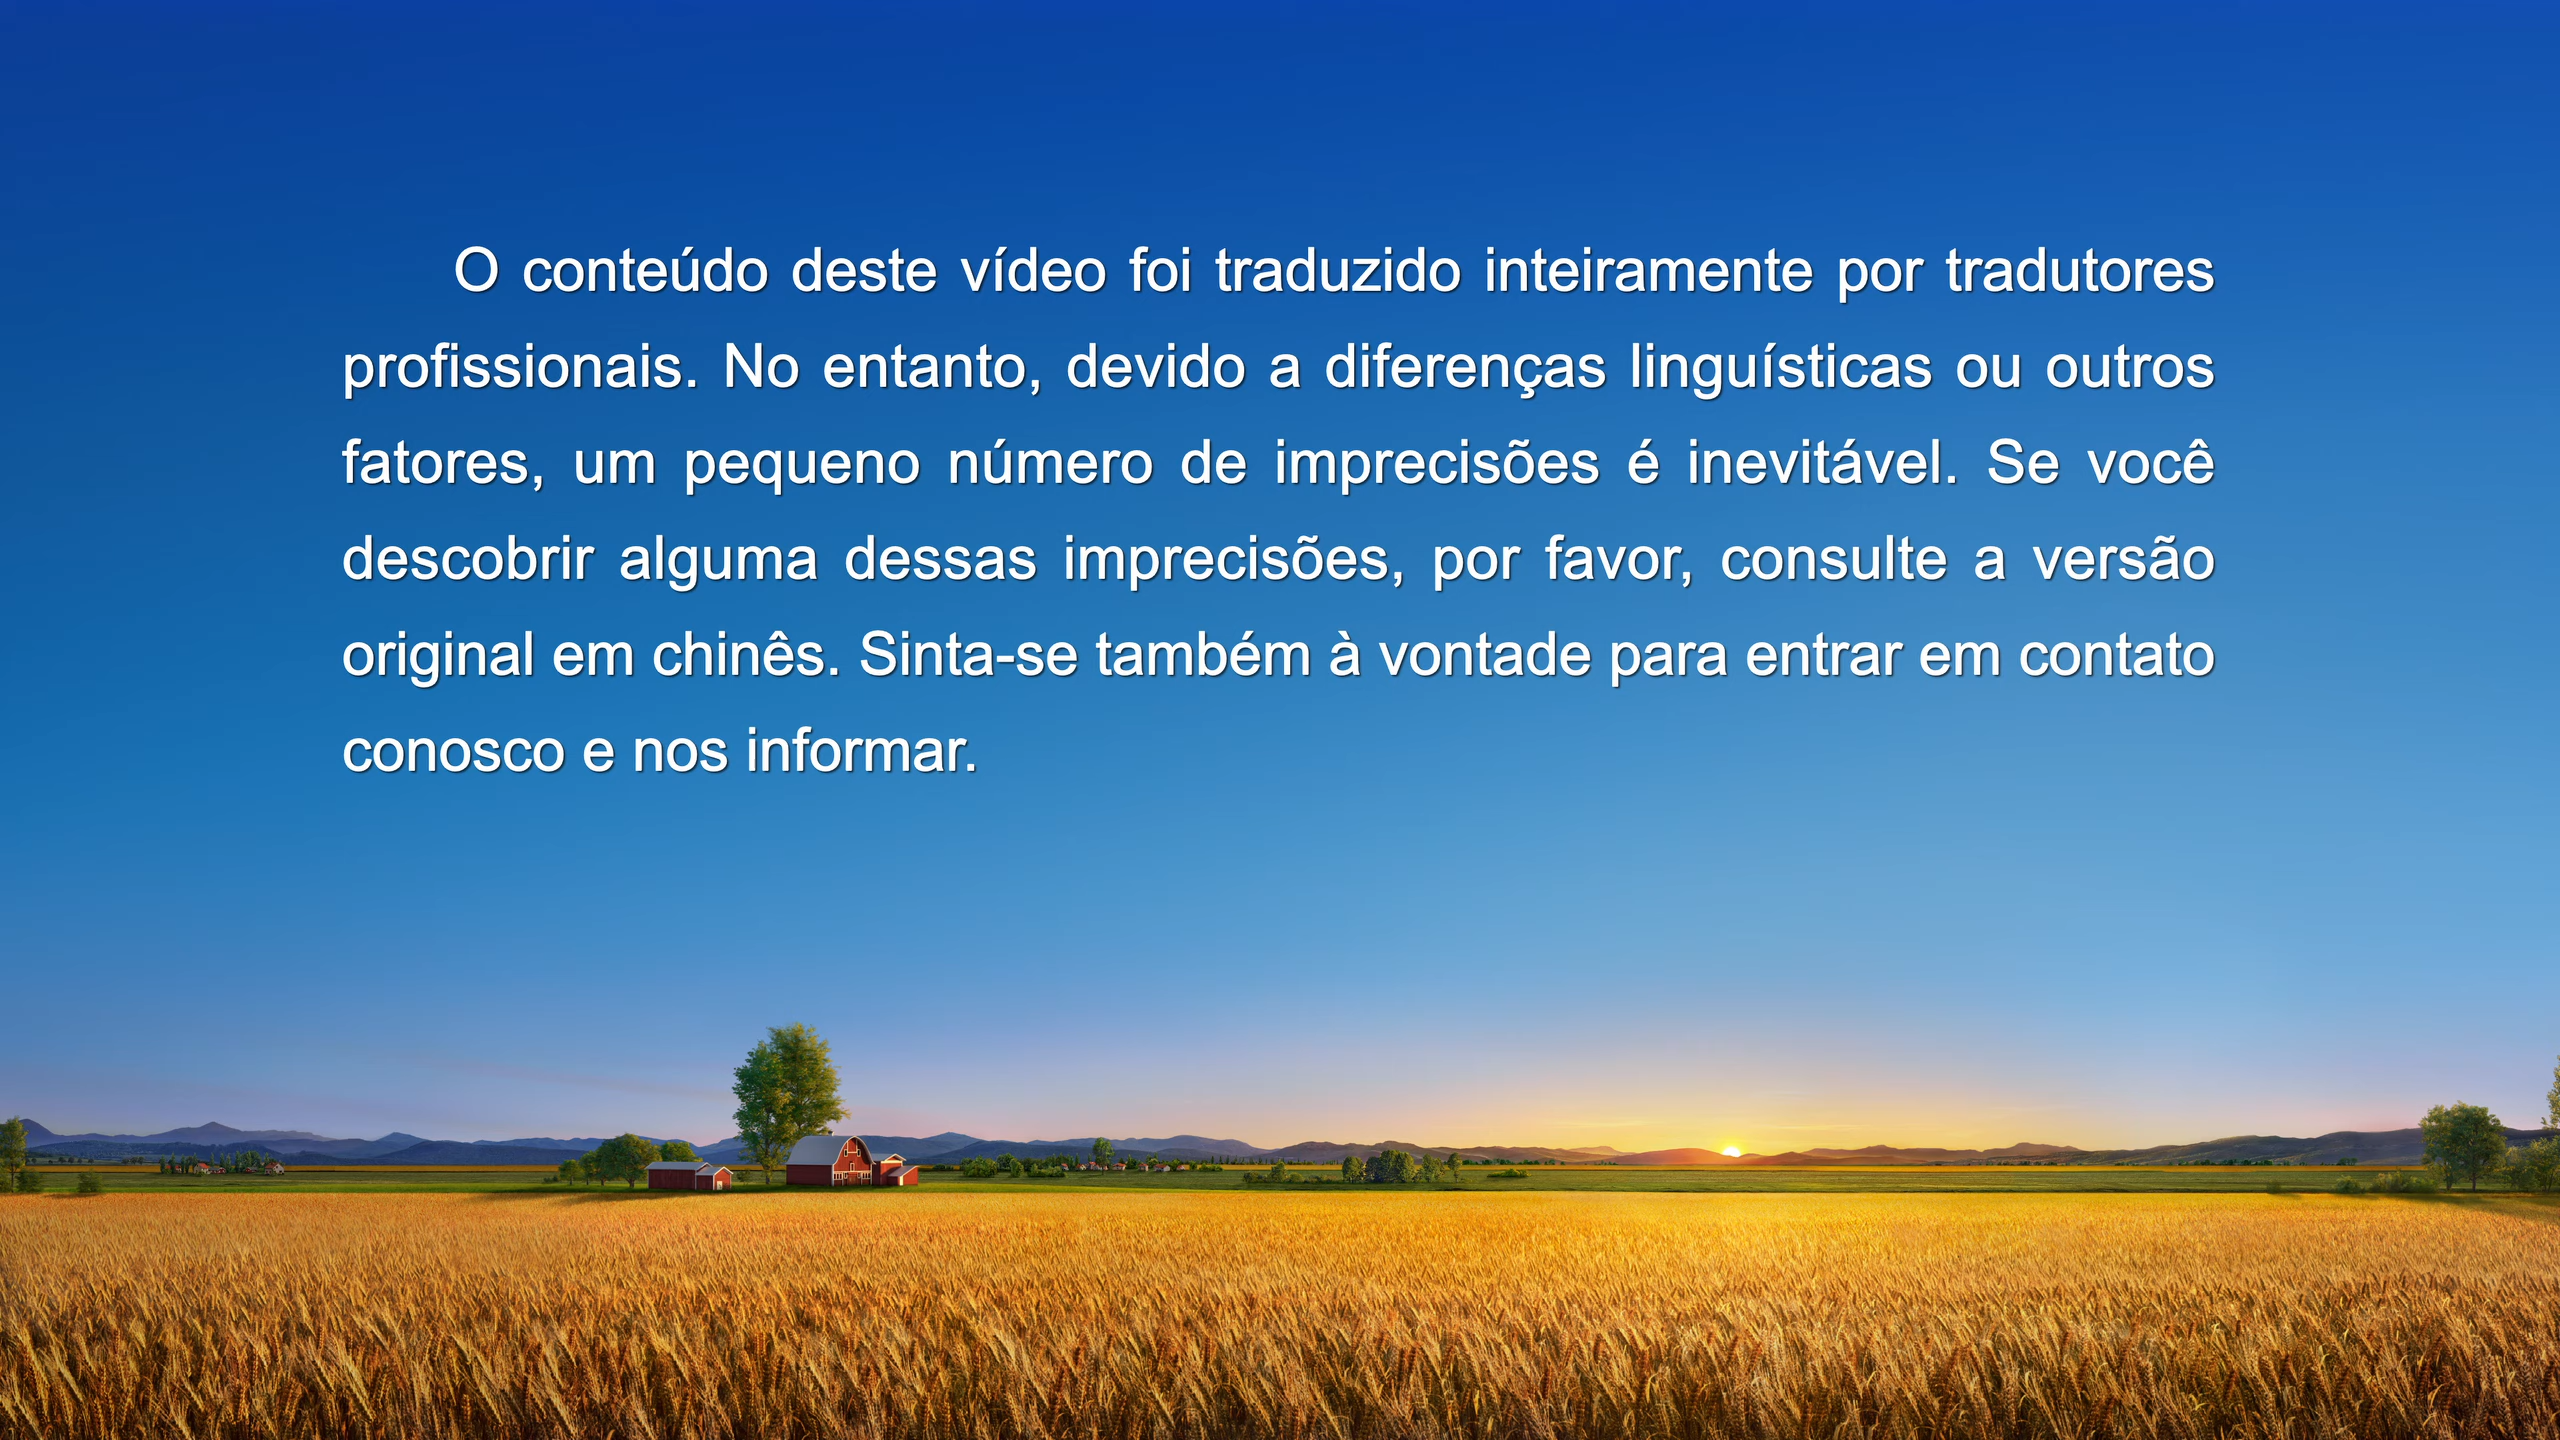 O conteúdo deste vídeo foi traduzido inteiramente por tradutores
profissionais. No entanto, devido a diferenças linguísticas ou outros
fatores, um pequeno número de imprecisões é inevitável. Se você
descobrir alguma dessas imprecisões, por favor, consulte a versão
original em chinês. Sinta-se também à vontade para entrar em contato
conosco e nos informar.